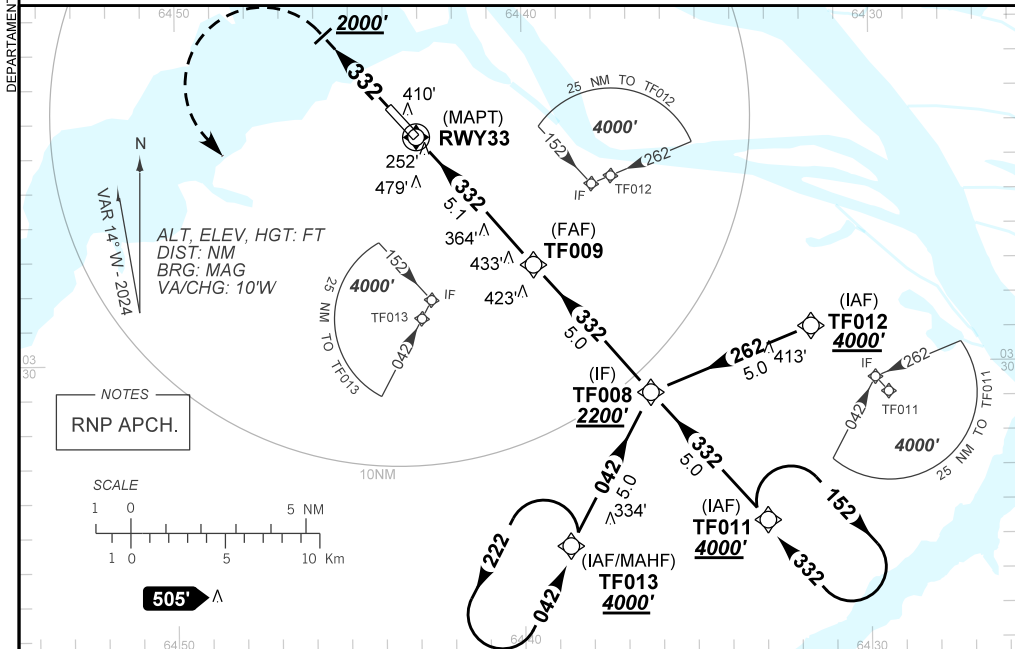 DEPARTAMENT
64 50
64 40
64 30
2000'
332
410'
(MAPT)
RWY33
252'
479'
25 NM TO TF012
4000'
152
262
IF
TF012
N
VAR 14° W - 2024
ALT, ELEV, HGT: FT
DIST: NM
BRG: MAG
VA/CHG: 10'W
332
5.1
364'
433'
423'
(FAF)
TF009
152
4000'
IF
TF013
042
25 NM TO TF013
332
5.0
(IAF)
TF012
4000'
262
5.0
413'
03
30
03
30
(IF)
TF008
2200'
262
IF
TF011
042
4000'
25 NM TO TF011
NOTES
RNP APCH.
10NM
332
5.0
042
5.0
334'
SCALE
1 0 5 NM
1 0 5 10 Km
(IAF)
TF011
4000'
152
332
222
042
(IAF/MAHF)
TF013
4000'
505'
64 50
64 40
64 30